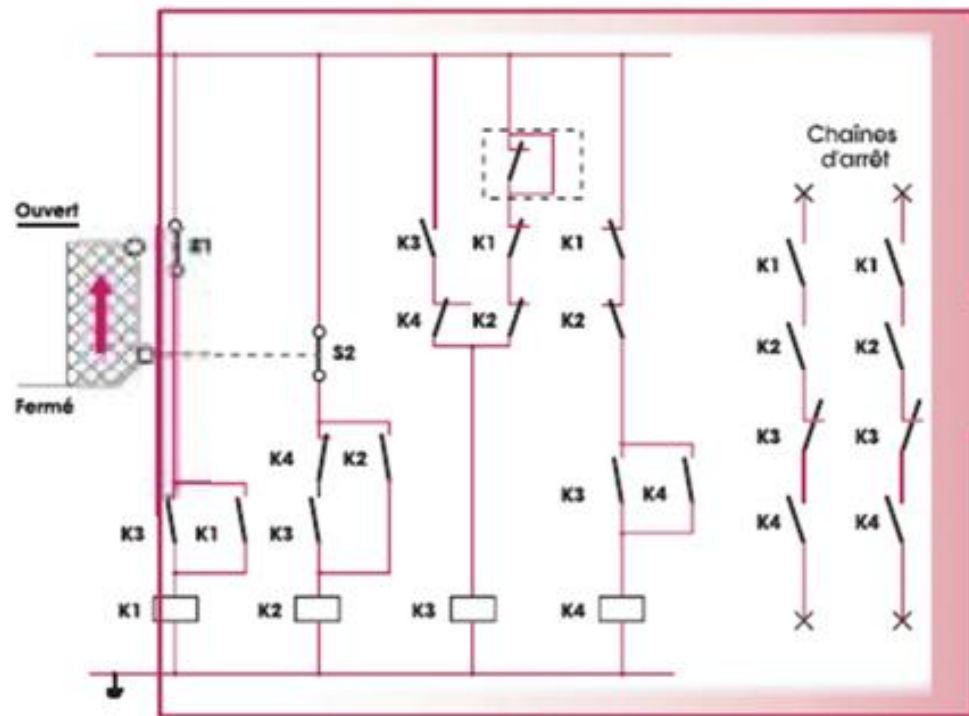 Chaînes
d'arrêt
Ouvert
S1
K3 K1 K1 K1 K1
K4 K2 K2 K2 K2
S2
Fermé
K3 K3
K4 K2
K3 K4
K4 K4
K3 K1 K3
K1 K2 K3 K4